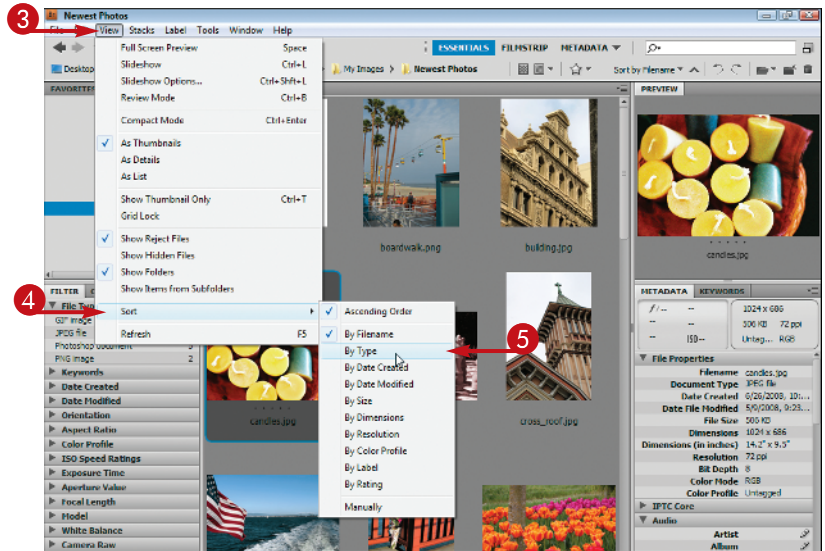 Newest Photos
3
View Stacks Label Tools Window Help
ESSENTIALS FILMSTRIP METADATA
Desktop
My Images > Newest Photos
Sort by Filename
Full Screen Preview Space
Slideshow Ctrl+L
Slideshow Options... Ctrl+Shft+L
Review Mode Ctrl+B
Compact Mode Ctrl+Enter
As Thumbnails
As Details
As List
Show Thumbnail Only Ctrl+T
Grid Lock
Show Reject Files
Show Hidden Files
Show Folders
Show Items from Subfolders
4
Sort
Refresh F5
Ascending Order
By Filename
By Type
5
By Date Created
By Date Modified
By Size
By Dimensions
By Resolution
By Color Profile
By Label
By Rating
Manually
FAVORITES
FILTER
File Typ
GIF image
JPEG file
Photoshop document 3
PNG image 2
Keywords
Date Created
Date Modified
Orientation
Aspect Ratio
Color Profile
ISO Speed Ratings
Exposure Time
Aperture Value
Focal Length
Model
White Balance
Camera Raw
boardwalk.png
building.jpg
candles.jpg
cross_roof.jpg
PREVIEW
candles.jpg
METADATA KEYWORDS
f/-- --
-- --
-- ISO--
1024 x 686
506 KB 72 ppi
Untag... RGB
File Properties
Filename candles.jpg
Document Type JPEG file
Date Created 6/26/2008, 10:...
Date File Modified 5/9/2008, 9:23...
File Size 506 KB
Dimensions 1024 x 686
Dimensions (in inches) 14.2" x 9.5"
Resolution 72 ppi
Bit Depth 8
Color Mode RGB
Color Profile Untagged
IPTC Core
Audio
Artist
Album